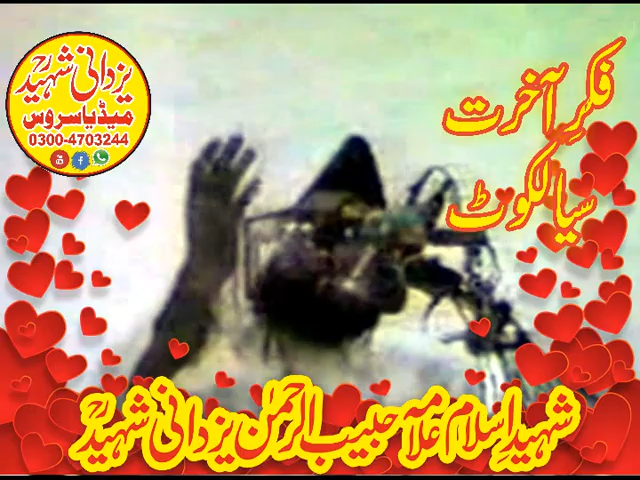 یزدانی شہیدؒ
میڈیا سروس
0300-4703244
فکرِ آخرت
سیالکوٹ
شہیدِ اسلام علامہ حبیب الرحمٰن یزدانی شہیدؒ